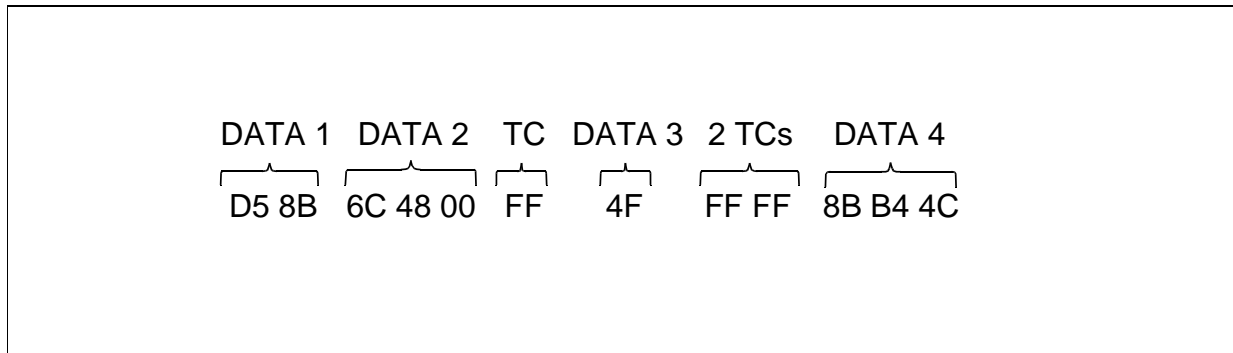 DATA 1 DATA 2 TC DATA 3 2 TCs DATA 4
D5 8B 6C 48 00 FF 4F FF FF 8B B4 4C